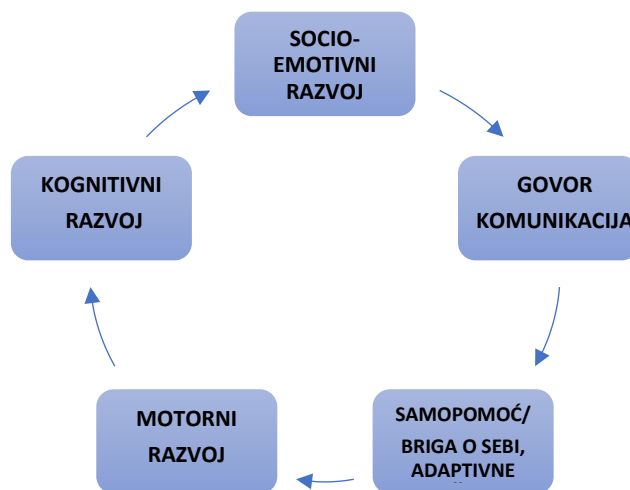 SOCIO-
EMOTIVNI
RAZVOJ
GOVOR
KOMUNIKACIJA
SAMOPOMOĆ/
BRIGA O SEBI,
ADAPTIVNE
MOTORNI
RAZVOJ
KOGNITIVNI
RAZVOJ